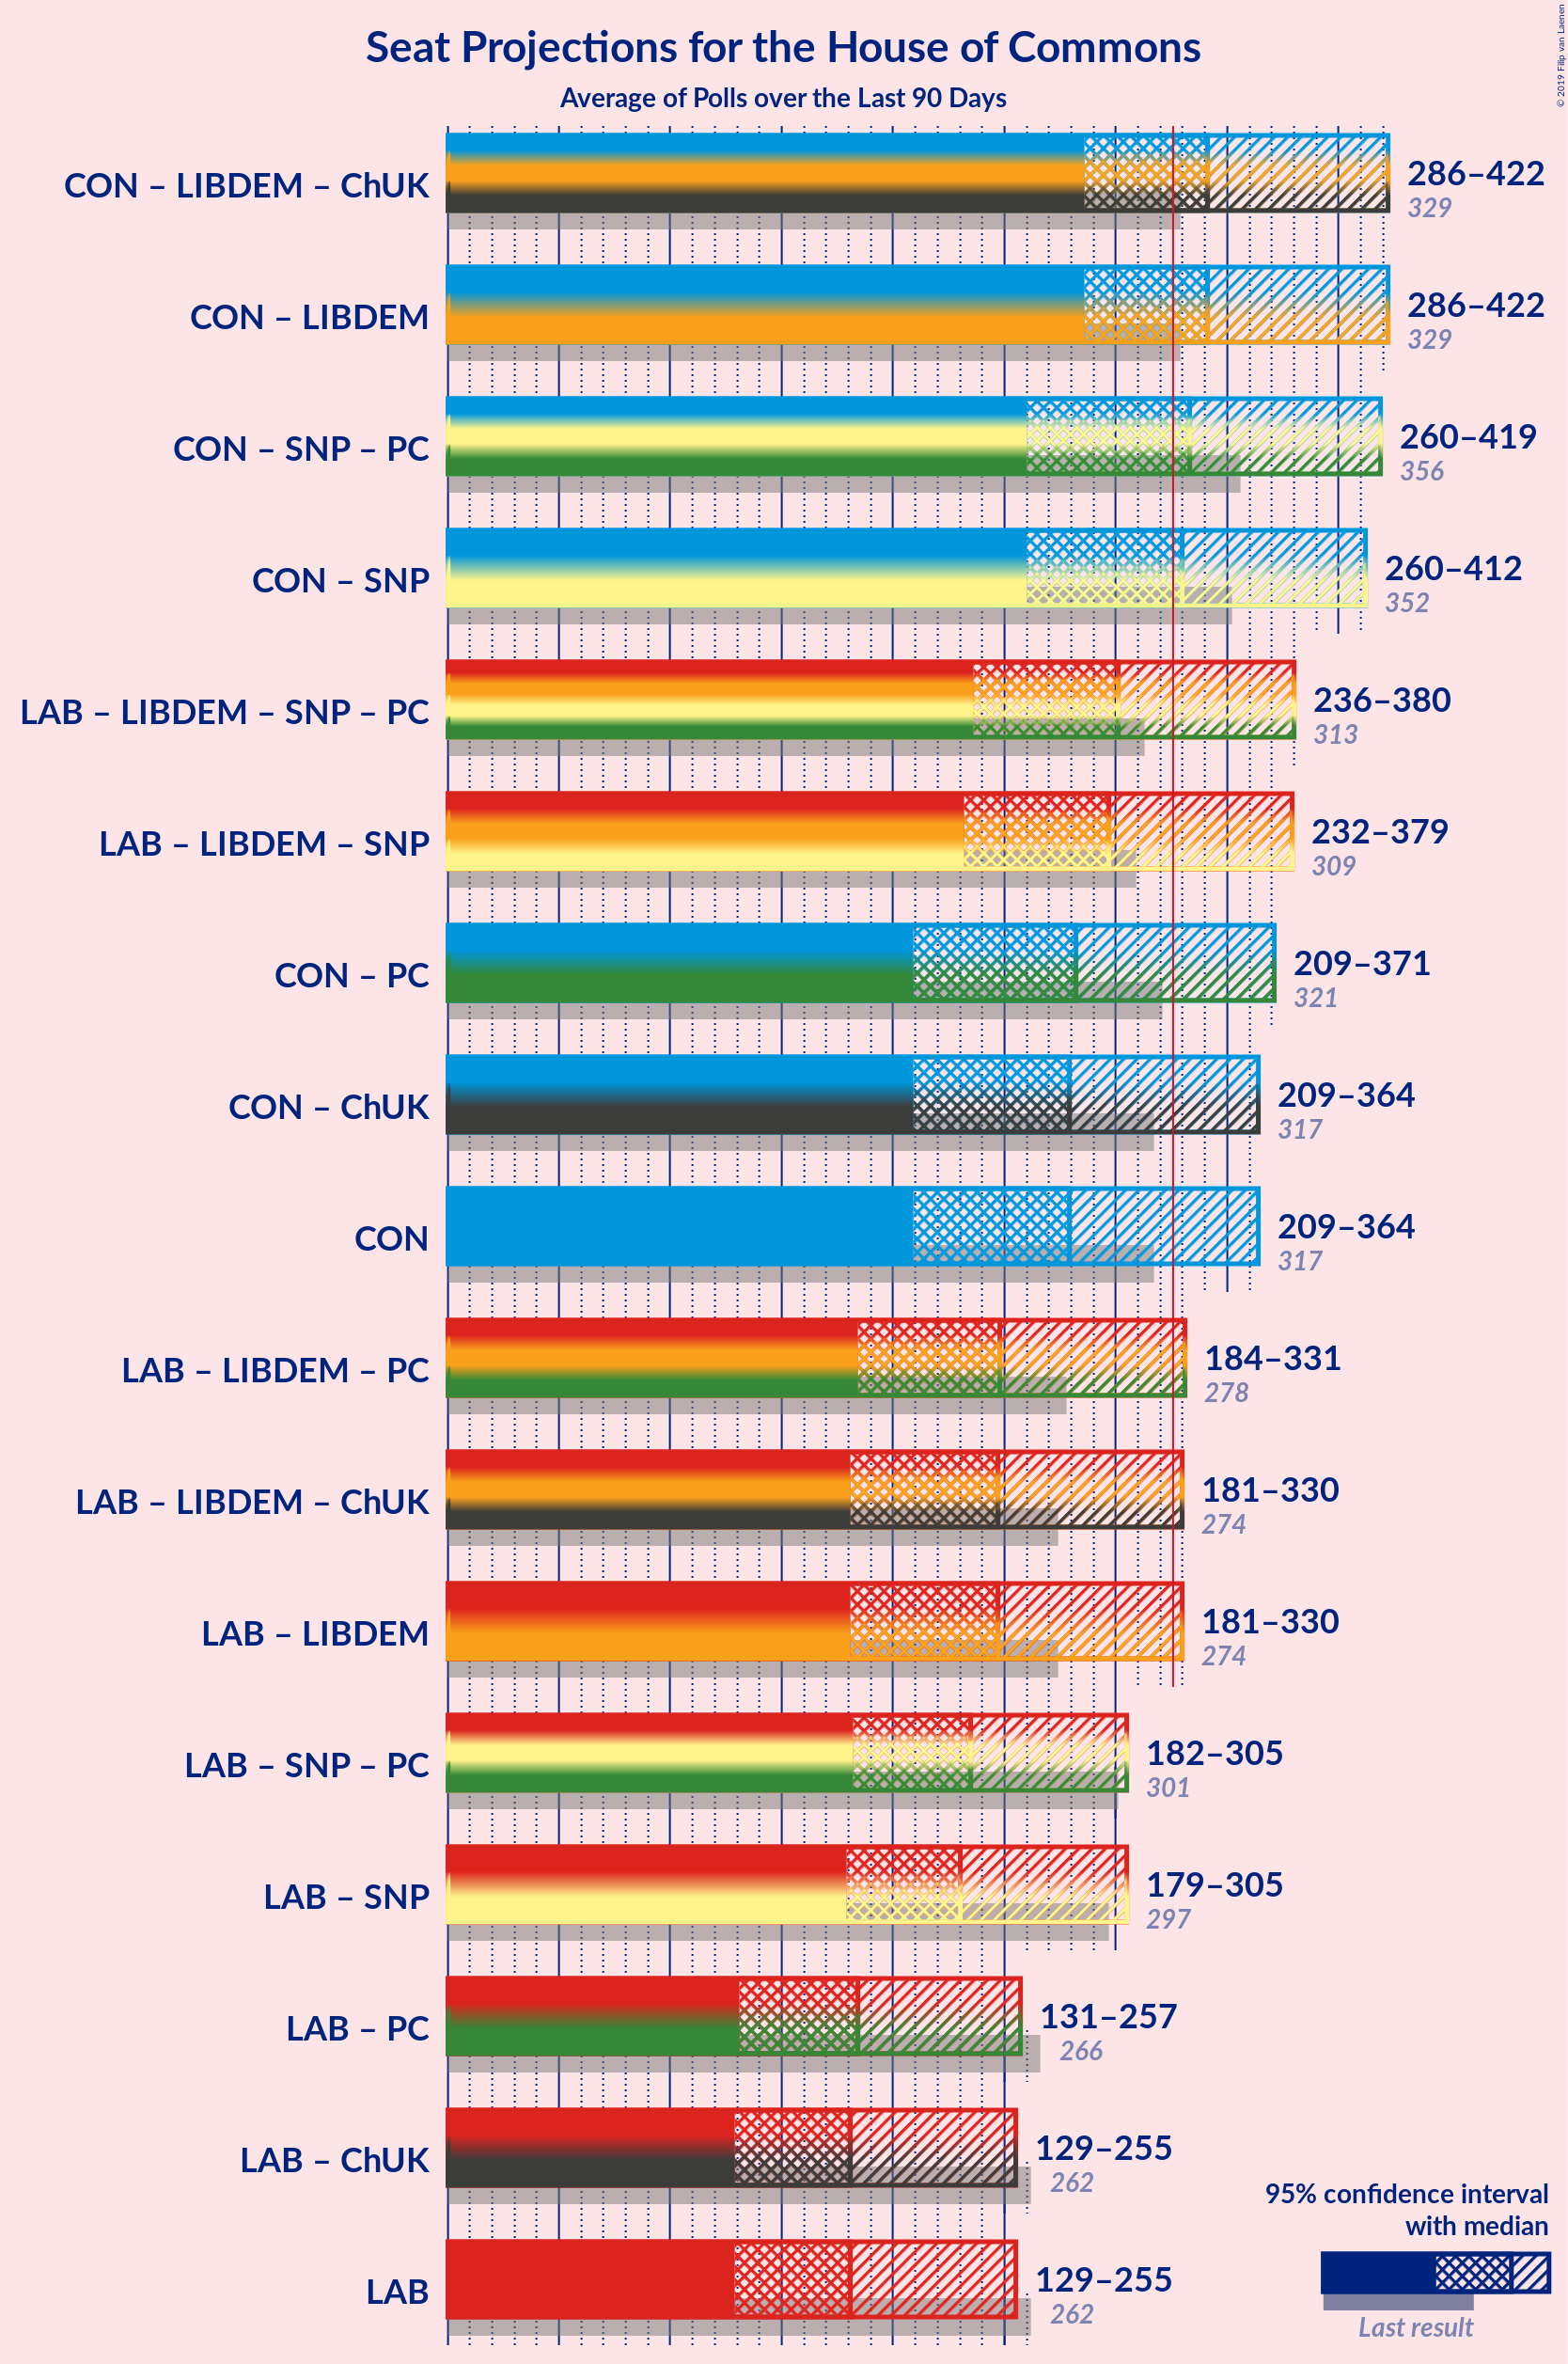 Seat Projections for the House of Commons
Average of Polls over the Last 90 Days
© 2019 Filip van Laenen
CON – LIBDEM – ChUK
286–422
329
CON – LIBDEM
286–422
329
CON – SNP – PC
260–419
356
CON – SNP
260–412
352
LAB – LIBDEM – SNP – PC
236–380
313
LAB – LIBDEM – SNP
232–379
309
CON – PC
209–371
321
CON – ChUK
209–364
317
CON
209–364
317
LAB – LIBDEM – PC
184–331
278
LAB – LIBDEM – ChUK
181–330
274
LAB – LIBDEM
181–330
274
LAB – SNP – PC
182–305
301
LAB – SNP
179–305
297
LAB – PC
131–257
266
LAB – ChUK
129–255
262
LAB
129–255
262
95% confidence interval
with median
Last result